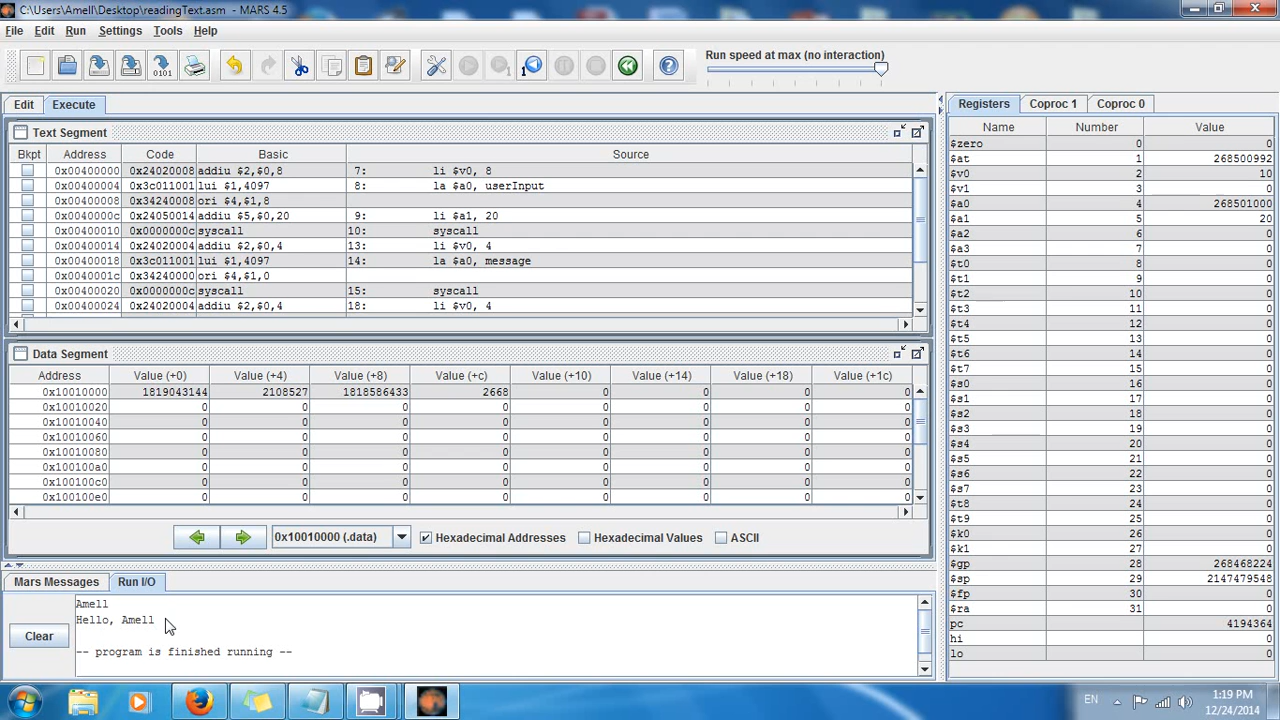 C:\Users\Amell\Desktop\readingText.asm - MARS 4.5
File Edit Run Settings Tools Help
Run speed at max (no interaction)
Edit Execute
Text Segment
Bkpt Address Code Basic Source
0x00400000 0x24020008 addiu $2,$0,8 7: li $v0, 8
0x00400004 0x3c011001 lui $1,4097 8: la $a0, userInput
0x00400008 0x34240008 ori $4,$1,8
0x0040000c 0x24050014 addiu $5,$0,20 9: li $a1, 20
0x00400010 0x0000000c syscall 10: syscall
0x00400014 0x24020004 addiu $2,$0,4 13: li $v0, 4
0x00400018 0x3c011001 lui $1,4097 14: la $a0, message
0x0040001c 0x34240000 ori $4,$1,0
0x00400020 0x0000000c syscall 15: syscall
0x00400024 0x24020004 addiu $2,$0,4 18: li $v0, 4
Data Segment
Address Value (+0) Value (+4) Value (+8) Value (+c) Value (+10) Value (+14) Value (+18) Value (+1c)
0x10010000 1819043144 2108527 1818586433 2668 0 0 0 0
0x10010020 0 0 0 0 0 0 0 0
0x10010040 0 0 0 0 0 0 0 0
0x10010060 0 0 0 0 0 0 0 0
0x10010080 0 0 0 0 0 0 0 0
0x100100a0 0 0 0 0 0 0 0 0
0x100100c0 0 0 0 0 0 0 0 0
0x100100e0 0 0 0 0 0 0 0 0
0x10010000 (.data) Hexadecimal Addresses Hexadecimal Values ASCII
Mars Messages Run I/O
Clear
Amell
Hello, Amell
-- program is finished running --
Registers Coproc 1 Coproc 0
Name Number Value
$zero 0 0
$at 1 268500992
$v0 2 10
$v1 3 0
$a0 4 268501000
$a1 5 20
$a2 6 0
$a3 7 0
$t0 8 0
$t1 9 0
$t2 10 0
$t3 11 0
$t4 12 0
$t5 13 0
$t6 14 0
$t7 15 0
$s0 16 0
$s1 17 0
$s2 18 0
$s3 19 0
$s4 20 0
$s5 21 0
$s6 22 0
$s7 23 0
$t8 24 0
$t9 25 0
$k0 26 0
$k1 27 0
$gp 28 268468224
$sp 29 2147479548
$fp 30 0
$ra 31 0
pc 4194364
hi 0
lo 0
EN
1:19 PM
12/24/2014